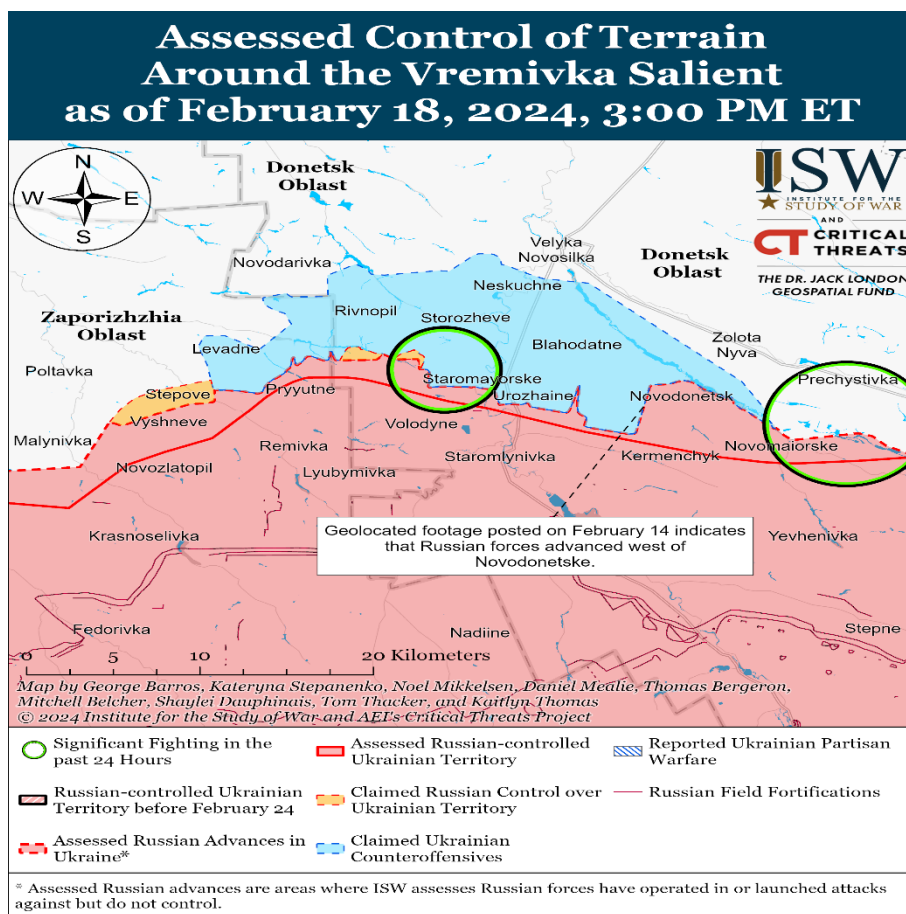 Assessed Control of Terrain
Around the Vremivka Salient
as of February 18, 2024, 3:00 PM ET
N
W E
S
Donetsk
Oblast
ISW
INSTITUTE FOR THE
STUDY OF WAR
AND
CT CRITICAL
THREATS
THE DR. JACK LONDON
GEOSPATIAL FUND
Velyka
Novosilka
Donetsk
Oblast
Novodarivka
Neskuchne
Zaporizhzhia
Oblast
Rivnopil
Storozheve
Levadne
Blahodatne
Zolota
Nyva
Poltavka
Prechystivka
Stepove
Pryyutne
Staromayorske
Urozhaine
Novodonetsk
Malynivka
Vyshneve
Volodyne
Remivka
Novomaiorske
Novozlatopil
Lyubymivka
Staromlynivka
Kermenchyk
Geolocated footage posted on February 14 indicates
that Russian forces advanced west of
Novodonetske.
Krasnoselivka
Yevhenivka
Fedorivka
Nadiine
Stepne
0 5 10 20 Kilometers
Map by George Barros, Kateryna Stepanenko, Noel Mikkelsen, Daniel Mealie, Thomas Bergeron,
Mitchell Belcher, Shaylei Dauphinais, Tom Thacker, and Kaitlyn Thomas
© 2024 Institute for the Study of War and AEI's Critical Threats Project
Significant Fighting in the
past 24 Hours
Russian-controlled Ukrainian
Territory before February 24
Assessed Russian Advances in
Ukraine*
Assessed Russian-controlled
Ukrainian Territory
Claimed Russian Control over
Ukrainian Territory
Claimed Ukrainian
Counteroffensives
Reported Ukrainian Partisan
Warfare
Russian Field Fortifications
* Assessed Russian advances are areas where ISW assesses Russian forces have operated in or launched attacks
against but do not control.